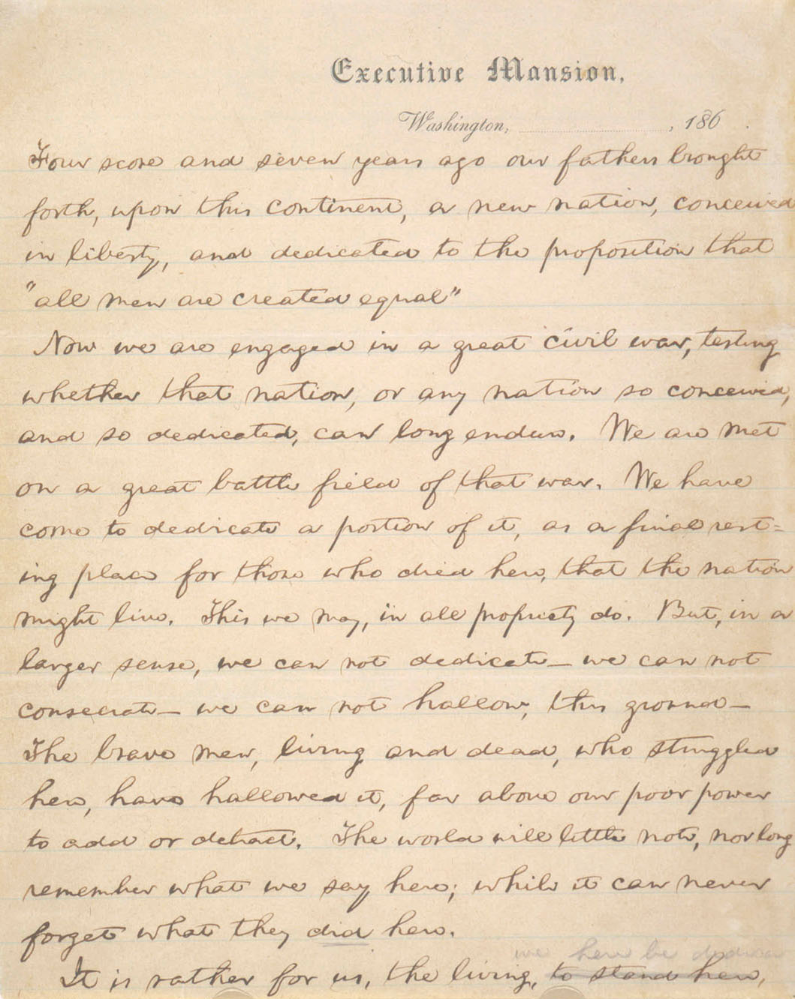 Executive Mansion,
Washington, , 186 .
Four score and seven years ago our fathers brought
forth, upon this continent, a new nation, conceived
in liberty, and dedicated to the proposition that
"all men are created equal"
Now we are engaged in a great civil war, testing
whether that nation, or any nation so conceived,
and so dedicated, can long endure. We are met
on a great battle field of that war. We have
come to dedicate a portion of it, as a final rest=
ing place for those who died here, that the nation
might live. This we may, in all propriety do. But, in a
larger sense, we can not dedicate — we can not
consecrate — we can not hallow, this ground —
The brave men, living and dead, who struggled
here, have hallowed it, far above our poor power
to add or detract. The world will little note, nor long
remember what we say here; while it can never
forget what they did here.
we here be dedica
It is rather for us, the living, to stand here,